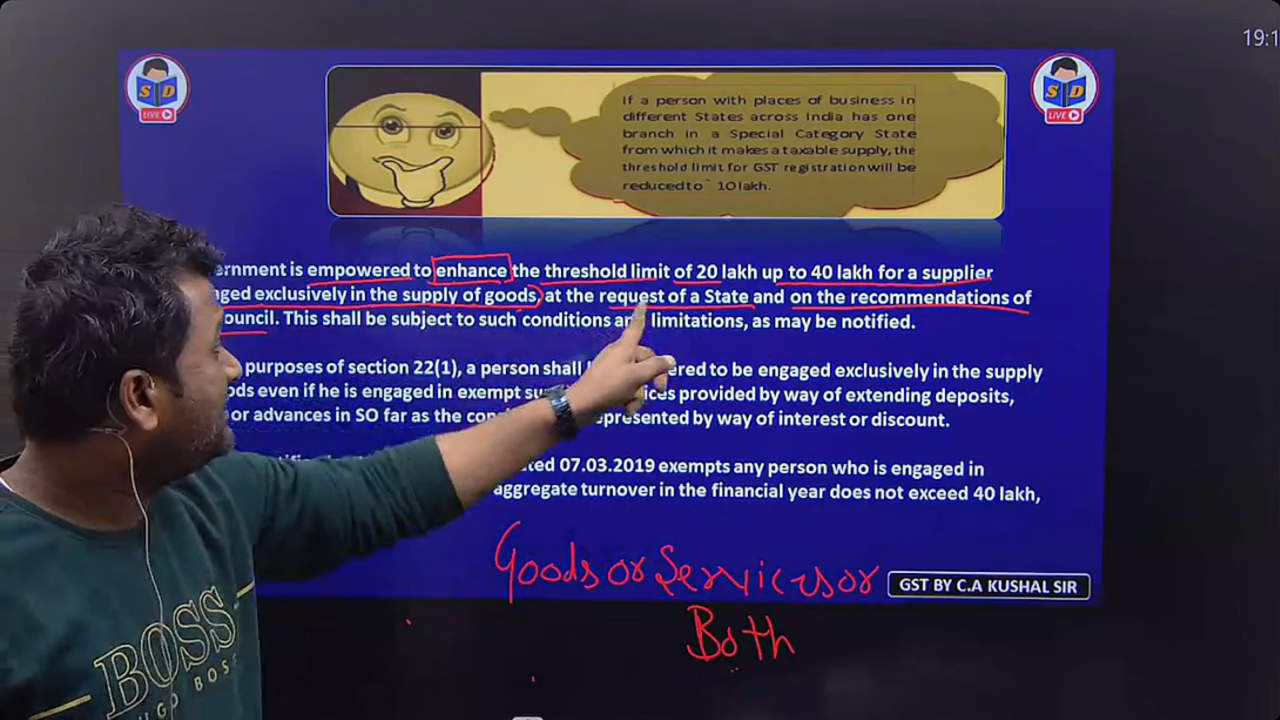 19:1
S D
LIVE
S D
LIVE
If a person with places of business in
different States across India has one
branch in a Special Category State
from which it makes a taxable supply, the
threshold limit for GST registration will be
reduced to ` 10 lakh.
ernment is empowered to enhance the threshold limit of 20 lakh up to 40 lakh for a supplier
aged exclusively in the supply of goods at the request of a State and on the recommendations of
ouncil. This shall be subject to such conditions an limitations, as may be notified.
purposes of section 22(1), a person shall ered to be engaged exclusively in the supply
ds even if he is engaged in exempt su ices provided by way of extending deposits,
or advances in SO far as the con epresented by way of interest or discount.
ted 07.03.2019 exempts any person who is engaged in
aggregate turnover in the financial year does not exceed 40 lakh,
Goods or Services or
Both
GST BY C.A KUSHAL SIR
BOSS
HUGO BOS